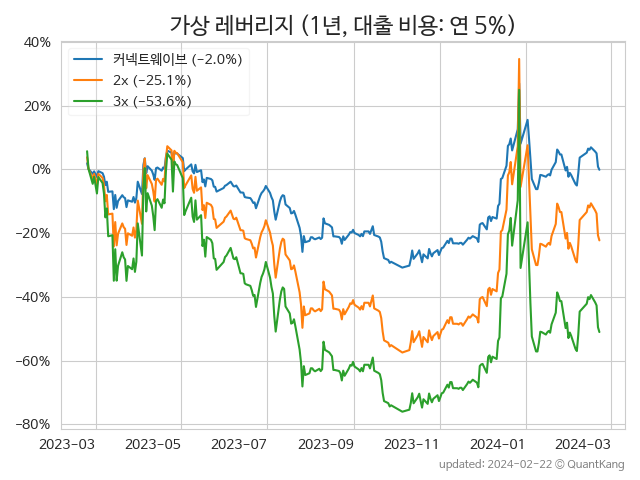 가상 레버리지 (1년, 대출 비용: 연 5%)
커넥트웨이브 (−2.0%)
2x (−25.1%)
3x (−53.6%)
40%
20%
0%
−20%
−40%
−60%
−80%
2023-03 2023-05 2023-07 2023-09 2023-11 2024-01 2024-03
updated: 2024-02-22 ⓒ QuantKang